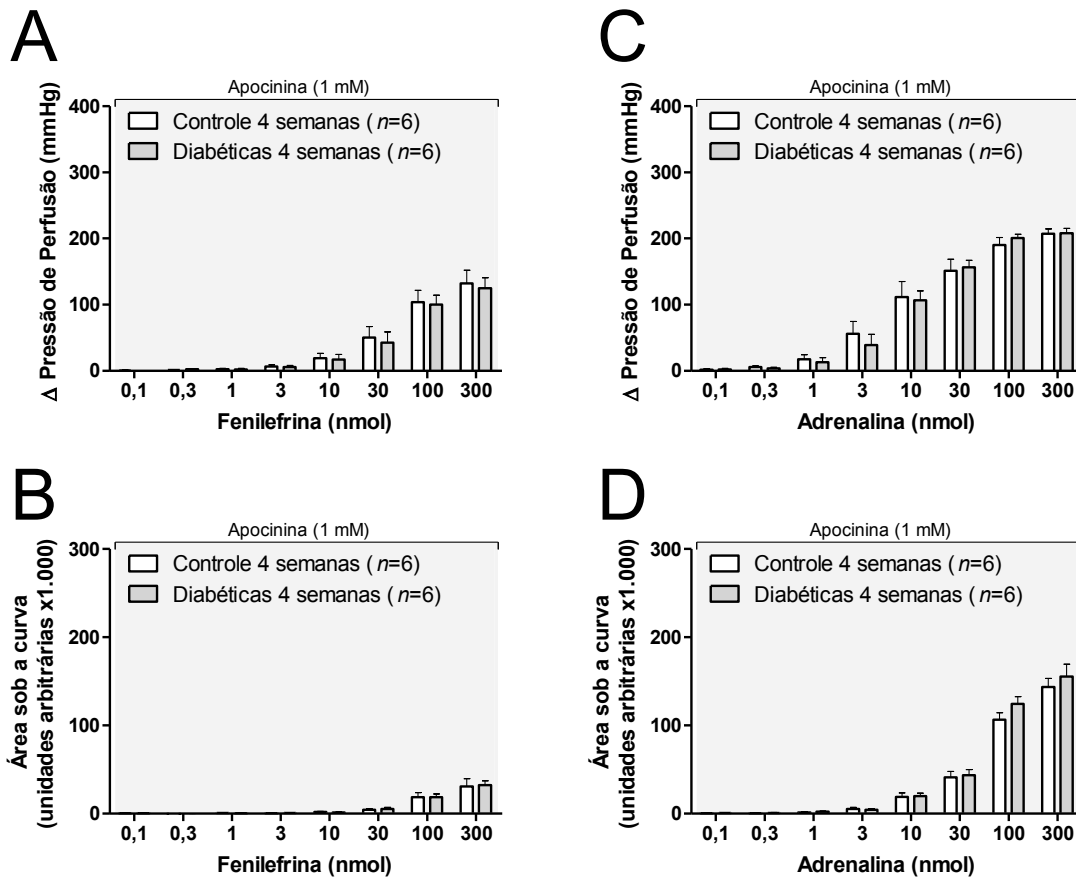 A
Apocinina (1 mM)
Δ Pressão de Perfusão (mmHg)
400
300
200
100
0
Controle 4 semanas (n=6)
Diabéticas 4 semanas (n=6)
0,1 0,3 1 3 10 30 100 300
Fenilefrina (nmol)
C
Apocinina (1 mM)
Δ Pressão de Perfusão (mmHg)
400
300
200
100
0
Controle 4 semanas (n=6)
Diabéticas 4 semanas (n=6)
0,1 0,3 1 3 10 30 100 300
Adrenalina (nmol)
B
Apocinina (1 mM)
Área sob a curva
(unidades arbitrárias x1.000)
300
200
100
0
Controle 4 semanas (n=6)
Diabéticas 4 semanas (n=6)
0,1 0,3 1 3 10 30 100 300
Fenilefrina (nmol)
D
Apocinina (1 mM)
Área sob a curva
(unidades arbitrárias x1.000)
300
200
100
0
Controle 4 semanas (n=6)
Diabéticas 4 semanas (n=6)
0,1 0,3 1 3 10 30 100 300
Adrenalina (nmol)